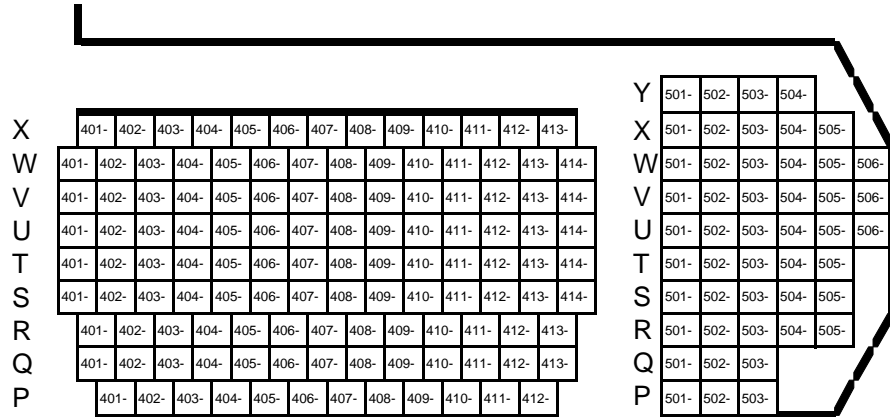 Y 501- 502- 503- 504-
X 401- 402- 403- 404- 405- 406- 407- 408- 409- 410- 411- 412- 413- X 501- 502- 503- 504- 505-
W 401- 402- 403- 404- 405- 406- 407- 408- 409- 410- 411- 412- 413- 414- W 501- 502- 503- 504- 505- 506-
V 401- 402- 403- 404- 405- 406- 407- 408- 409- 410- 411- 412- 413- 414- V 501- 502- 503- 504- 505- 506-
U 401- 402- 403- 404- 405- 406- 407- 408- 409- 410- 411- 412- 413- 414- U 501- 502- 503- 504- 505- 506-
T 401- 402- 403- 404- 405- 406- 407- 408- 409- 410- 411- 412- 413- 414- T 501- 502- 503- 504- 505-
S 401- 402- 403- 404- 405- 406- 407- 408- 409- 410- 411- 412- 413- 414- S 501- 502- 503- 504- 505-
R 401- 402- 403- 404- 405- 406- 407- 408- 409- 410- 411- 412- 413- R 501- 502- 503- 504- 505-
Q 401- 402- 403- 404- 405- 406- 407- 408- 409- 410- 411- 412- 413- Q 501- 502- 503-
P 401- 402- 403- 404- 405- 406- 407- 408- 409- 410- 411- 412- P 501- 502- 503-